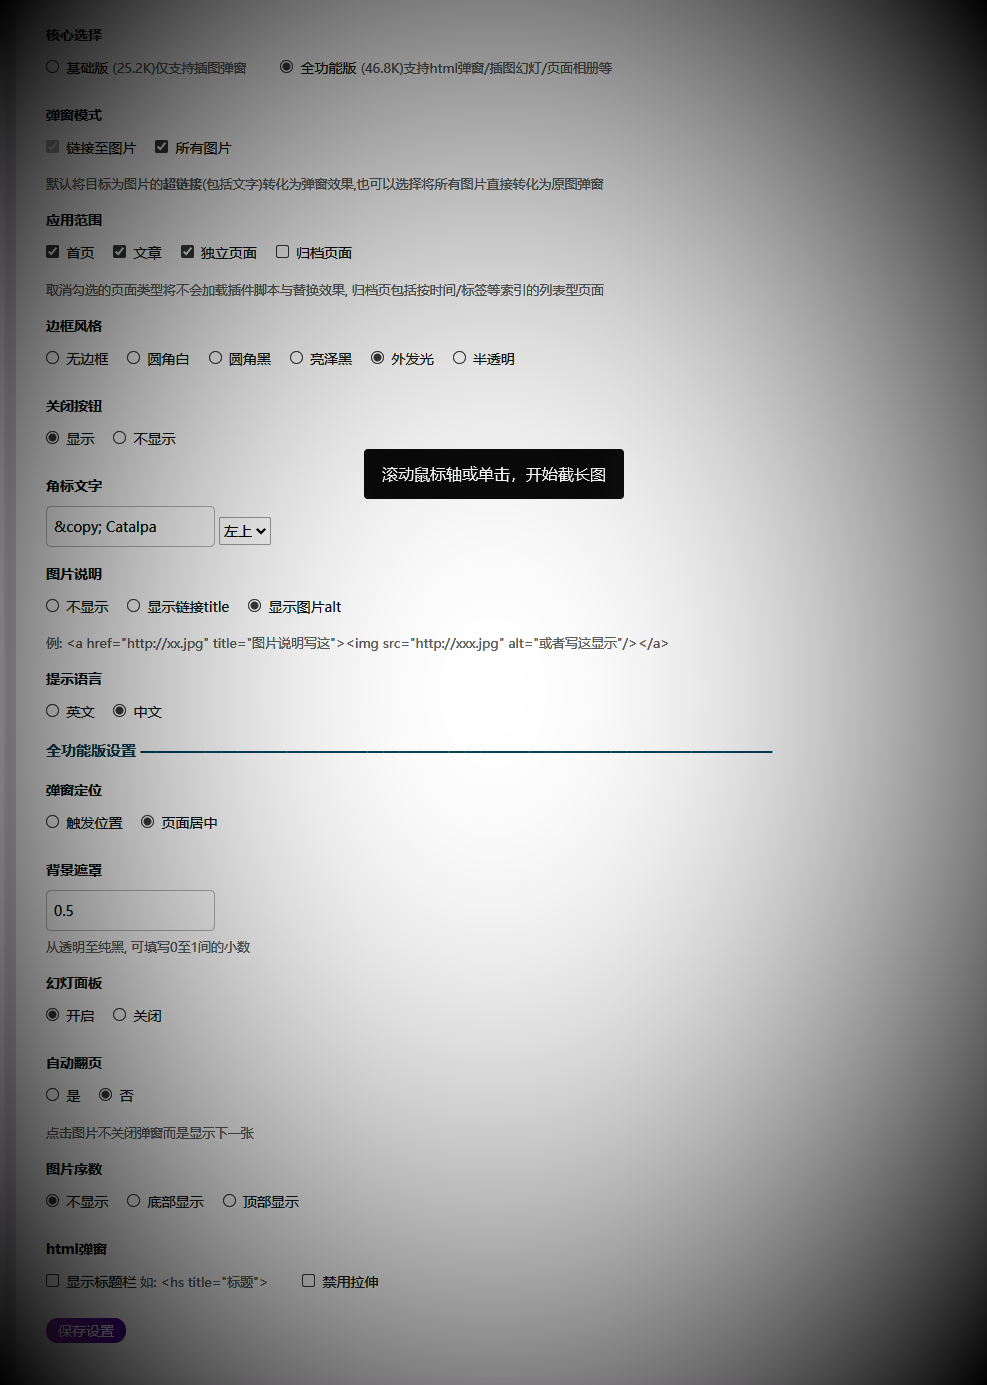 核心选择
基础版 (25.2K)仅支持插图弹窗 全功能版 (46.8K)支持html弹窗/插图幻灯/页面相册等
弹窗模式
链接至图片 所有图片
默认将目标为图片的超链接(包括文字)转化为弹窗效果,也可以选择将所有图片直接转化为原图弹窗
应用范围
首页 文章 独立页面 归档页面
取消勾选的页面类型将不会加载插件脚本与替换效果, 归档页包括按时间/标签等索引的列表型页面
边框风格
无边框 圆角白 圆角黑 亮泽黑 外发光 半透明
关闭按钮
显示 不显示
滚动鼠标轴或单击，开始截长图
角标文字
&copy; Catalpa 左上
图片说明
不显示 显示链接title 显示图片alt
例: <a href="http://xx.jpg" title="图片说明写这"><img src="http://xxx.jpg" alt="或者写这显示"/></a>
提示语言
英文 中文
全功能版设置 ————————————————————————————————————————
弹窗定位
触发位置 页面居中
背景遮罩
0.5
从透明至纯黑, 可填写0至1间的小数
幻灯面板
开启 关闭
自动翻页
是 否
点击图片不关闭弹窗而是显示下一张
图片序数
不显示 底部显示 顶部显示
html弹窗
显示标题栏 如: <hs title="标题"> 禁用拉伸
保存设置